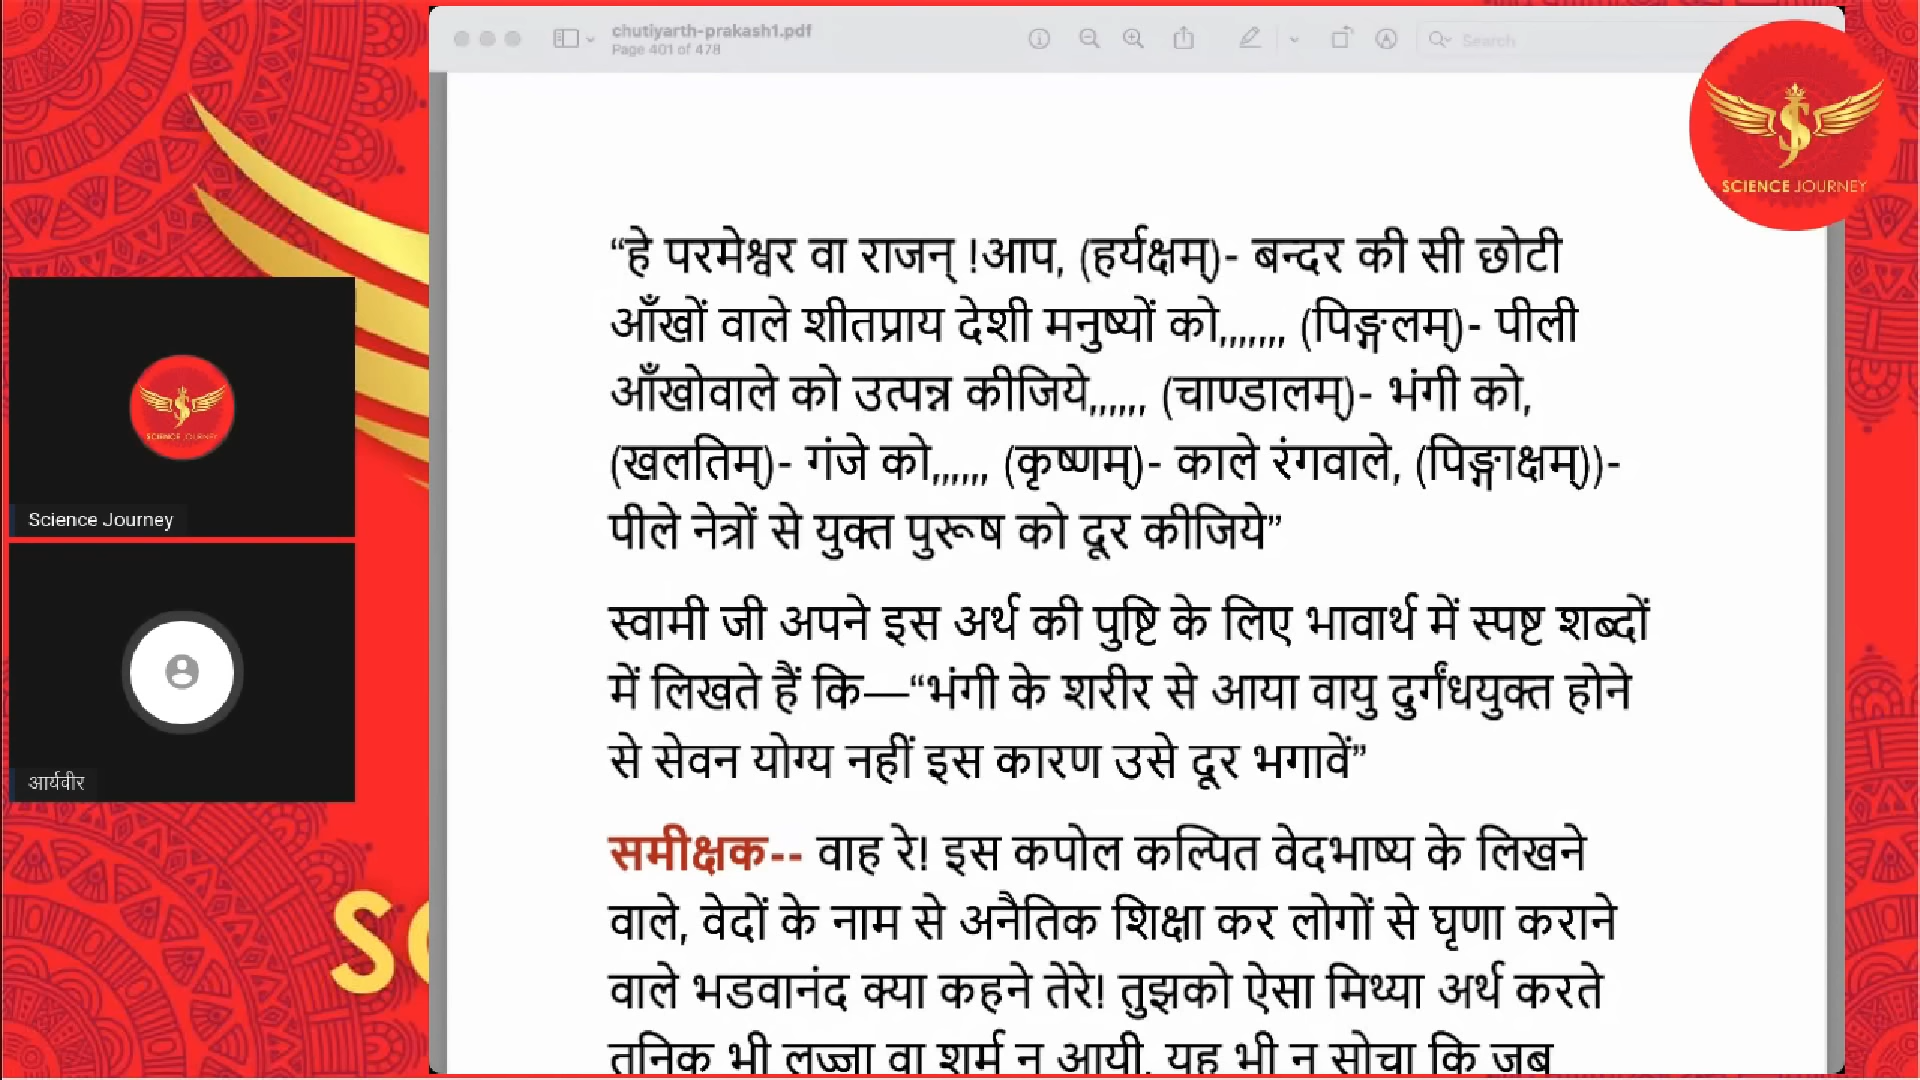 chutiyarth-prakash1.pdf
Page 401 of 478
Search
SCIENCE JOURNEY
“हे परमेश्वर वा राजन् !आप, (हर्यक्षम्)- बन्दर की सी छोटी
आँखों वाले शीतप्राय देशी मनुष्यों को,,,,,,, (पिङ्गलम्)- पीली
आँखोवाले को उत्पन्न कीजिये,,,,,, (चाण्डालम्)- भंगी को,
(खलतिम्)- गंजे को,,,,,, (कृष्णम्)- काले रंगवाले, (पिङ्गाक्षम्))-
पीले नेत्रों से युक्त पुरूष को दूर कीजिये”
स्वामी जी अपने इस अर्थ की पुष्टि के लिए भावार्थ में स्पष्ट शब्दों
में लिखते हैं कि—“भंगी के शरीर से आया वायु दुर्गंधयुक्त होने
से सेवन योग्य नहीं इस कारण उसे दूर भगावें”
समीक्षक-- वाह रे! इस कपोल कल्पित वेदभाष्य के लिखने
वाले, वेदों के नाम से अनैतिक शिक्षा कर लोगों से घृणा कराने
वाले भडवानंद क्या कहने तेरे! तुझको ऐसा मिथ्या अर्थ करते
तनिक भी लज्जा वा शर्म न आयी, यह भी न सोचा कि जब
SCIENCE JOURNEY
Science Journey
आर्यवीर